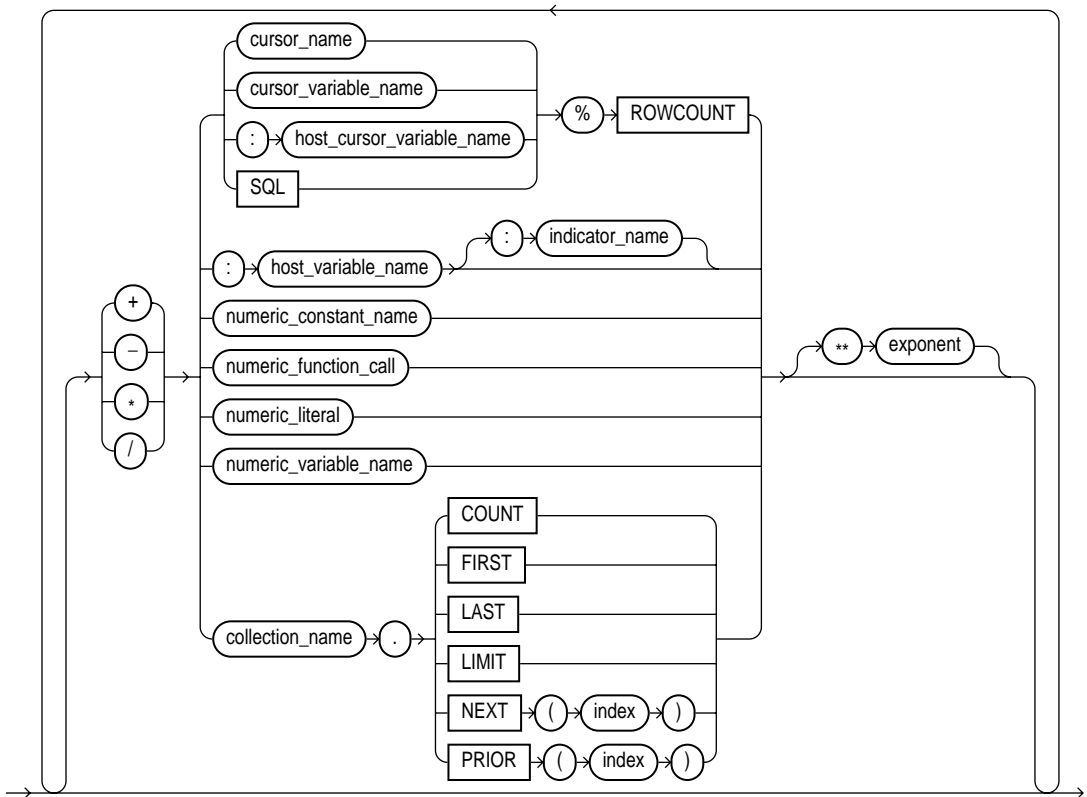 cursor_name
cursor_variable_name
% ROWCOUNT
: host_cursor_variable_name
SQL
: indicator_name
: host_variable_name
+
numeric_constant_name
−
** exponent
numeric_function_call
*
numeric_literal
/
numeric_variable_name
COUNT
FIRST
LAST
collection_name .
LIMIT
NEXT ( index )
PRIOR ( index )